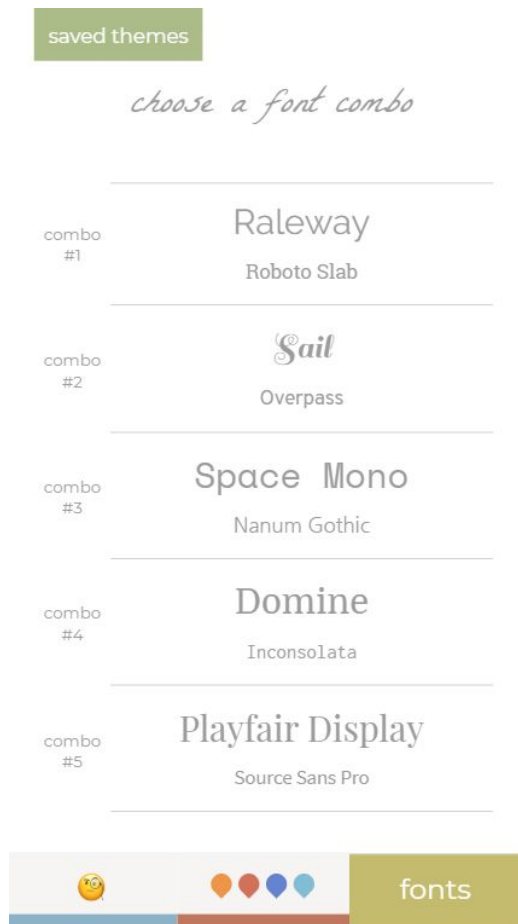 saved themes
choose a font combo
combo
#1
Raleway
Roboto Slab
combo
#2
Sail
Overpass
combo
#3
Space Mono
Nanum Gothic
combo
#4
Domine
Inconsolata
combo
#5
Playfair Display
Source Sans Pro
fonts